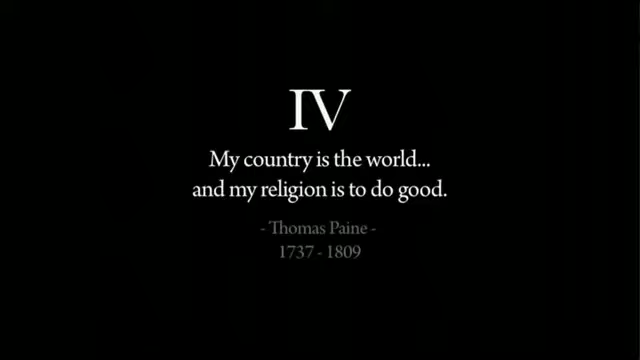 IV
My country is the world...
and my religion is to do good.
- Thomas Paine -
1737 - 1809